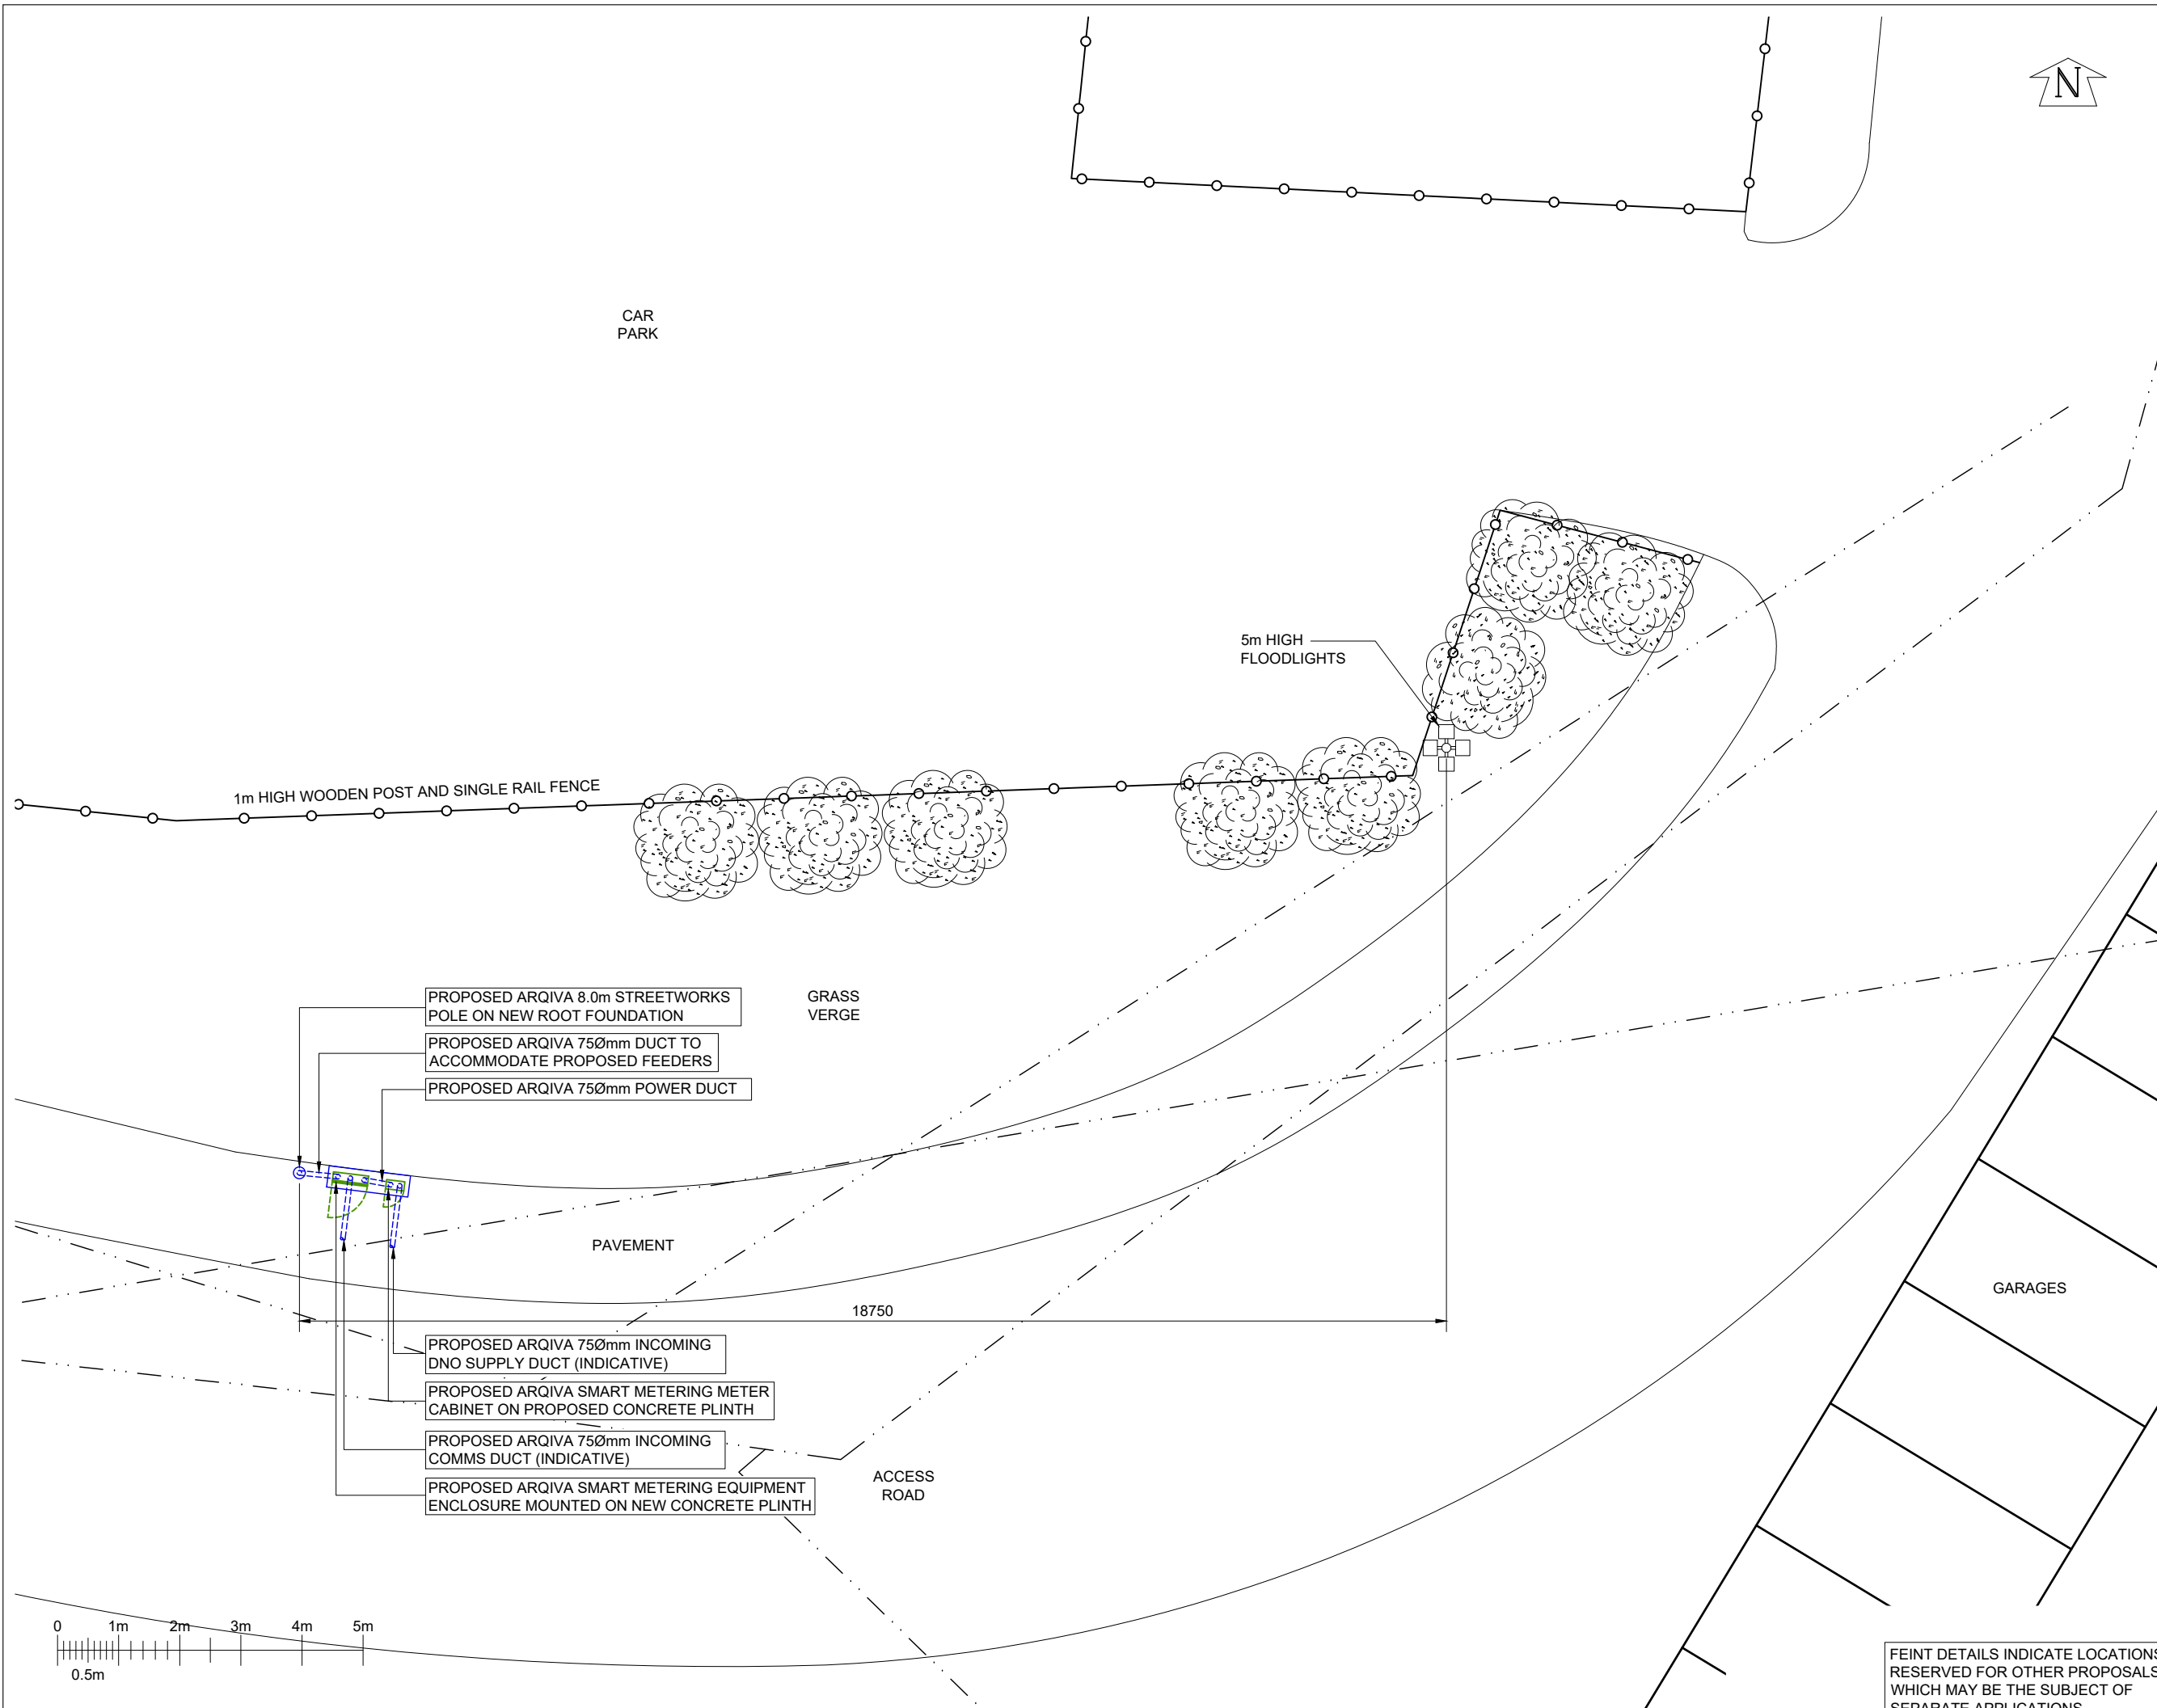 N
CAR
PARK
5m HIGH
FLOODLIGHTS
1m HIGH WOODEN POST AND SINGLE RAIL FENCE
PROPOSED ARQIVA 8.0m STREETWORKS
POLE ON NEW ROOT FOUNDATION
GRASS
VERGE
PROPOSED ARQIVA 75Ømm DUCT TO
ACCOMMODATE PROPOSED FEEDERS
PROPOSED ARQIVA 75Ømm POWER DUCT
PAVEMENT
GARAGES
18750
PROPOSED ARQIVA 75Ømm INCOMING
DNO SUPPLY DUCT (INDICATIVE)
PROPOSED ARQIVA SMART METERING METER
CABINET ON PROPOSED CONCRETE PLINTH
PROPOSED ARQIVA 75Ømm INCOMING
COMMS DUCT (INDICATIVE)
ACCESS
ROAD
PROPOSED ARQIVA SMART METERING EQUIPMENT
ENCLOSURE MOUNTED ON NEW CONCRETE PLINTH
0 1m 2m 3m 4m 5m
0.5m
FEINT DETAILS INDICATE LOCATIONS
RESERVED FOR OTHER PROPOSALS
WHICH MAY BE THE SUBJECT OF
SEPARATE APPLICATIONS